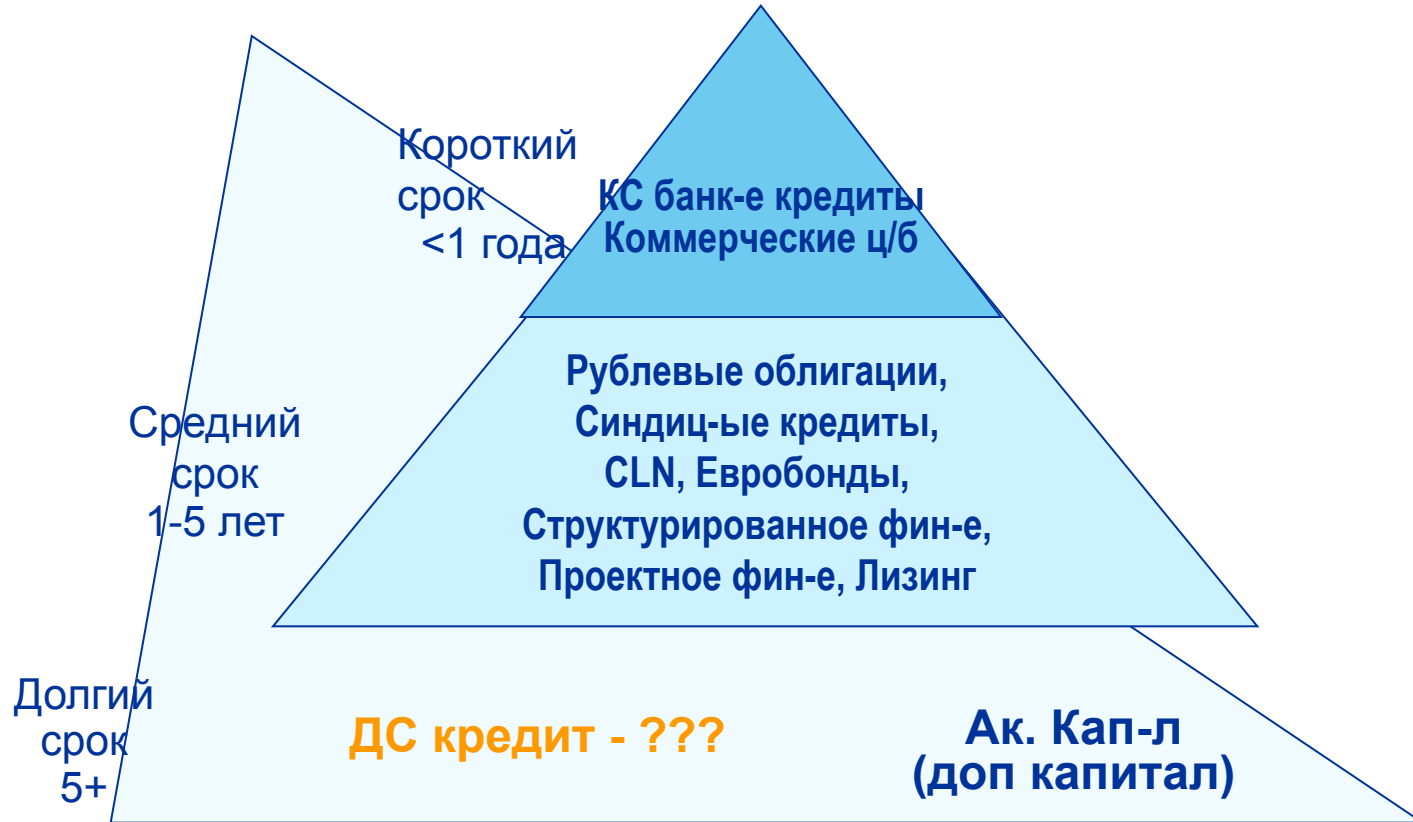 Короткий
срок
<1 года
КС банк-е кредиты
Коммерческие ц/б
Средний
срок
1-5 лет
Рублевые облигации,
Синдиц-ые кредиты,
CLN, Евробонды,
Структурированное фин-е,
Проектное фин-е, Лизинг
Долгий
срок
5+
ДС кредит - ???
Ак. Кап-л
(доп капитал)